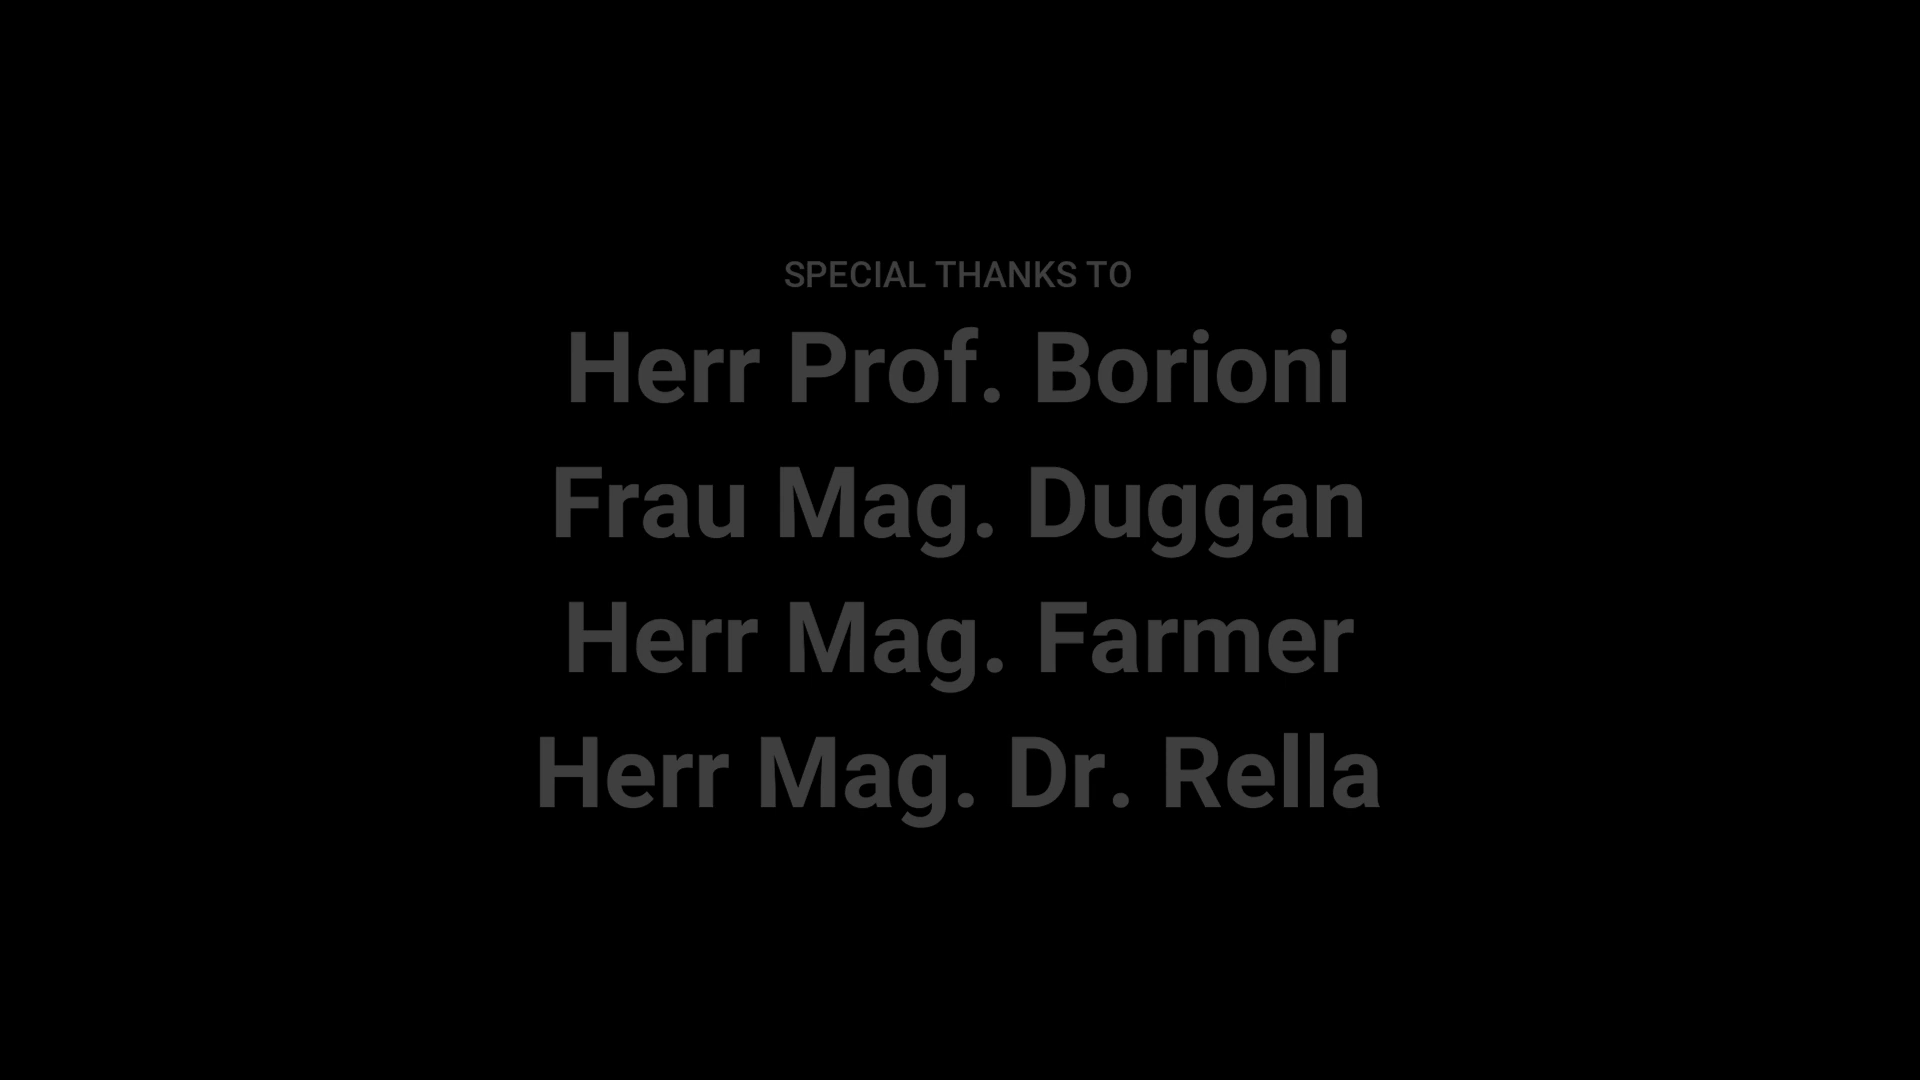 SPECIAL THANKS TO
Herr Prof. Borioni
Frau Mag. Duggan
Herr Mag. Farmer
Herr Mag. Dr. Rella